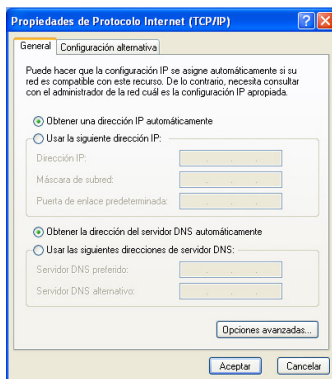 Propiedades de Protocolo Internet (TCP/IP)
General
Configuración alternativa
Puede hacer que la configuración IP se asigne automáticamente si su
red es compatible con este recurso. De lo contrario, necesita consultar
con el administrador de la red cuál es la configuración IP apropiada.
Obtener una dirección IP automáticamente
Usar la siguiente dirección IP:
Dirección IP:
Máscara de subred:
Puerta de enlace predeterminada:
Obtener la dirección del servidor DNS automáticamente
Usar las siguientes direcciones de servidor DNS:
Servidor DNS preferido:
Servidor DNS alternativo:
Opciones avanzadas...
Aceptar
Cancelar